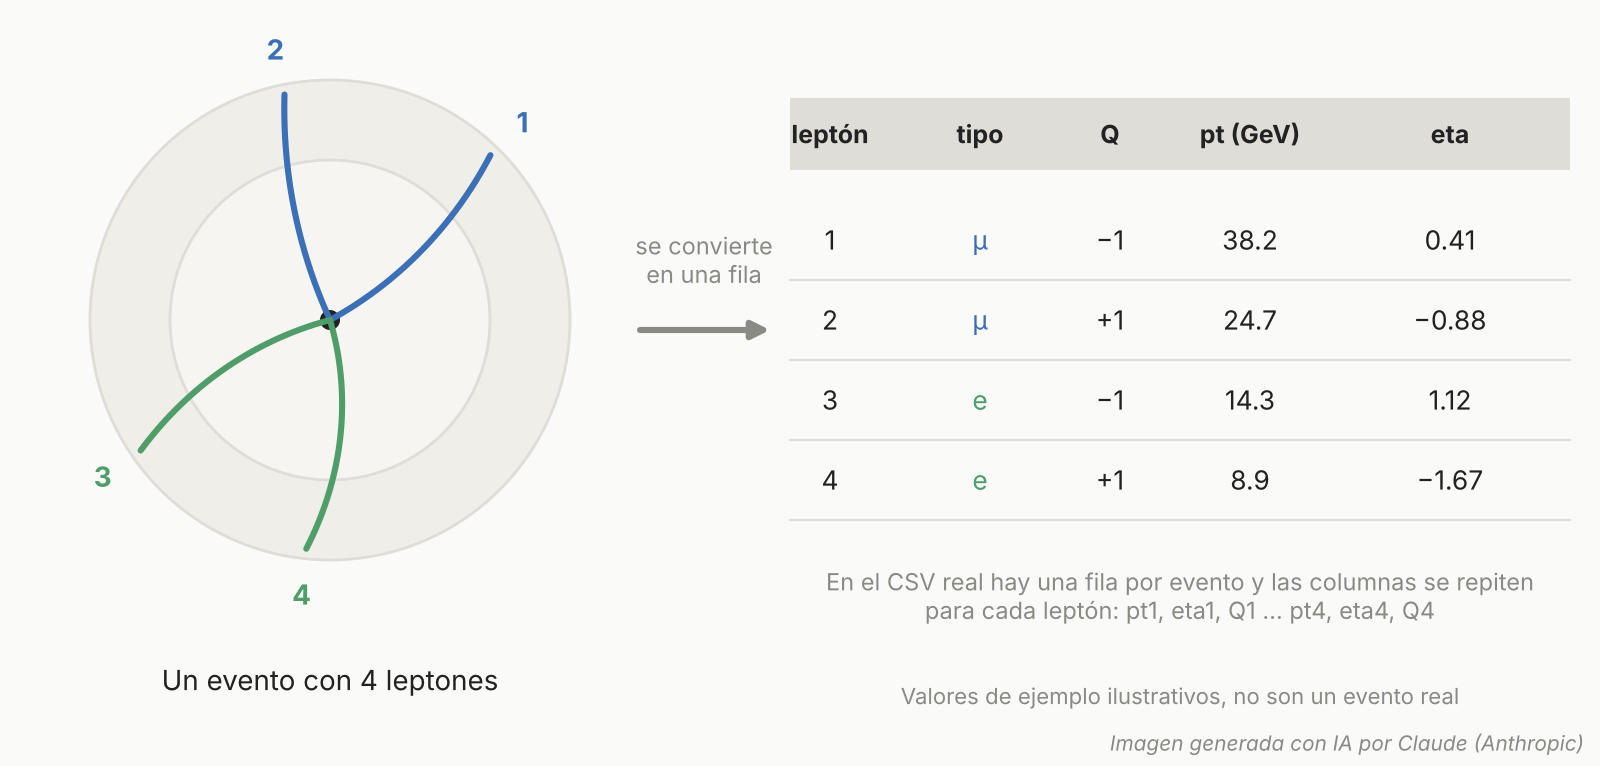 2
1
3
4
Un evento con 4 leptones
se convierte
en una fila
leptón tipo Q pt (GeV) eta
1 µ −1 38.2 0.41
2 µ +1 24.7 −0.88
3 e −1 14.3 1.12
4 e +1 8.9 −1.67
En el CSV real hay una fila por evento y las columnas se repiten
para cada leptón: pt1, eta1, Q1 ... pt4, eta4, Q4
Valores de ejemplo ilustrativos, no son un evento real
Imagen generada con IA por Claude (Anthropic)